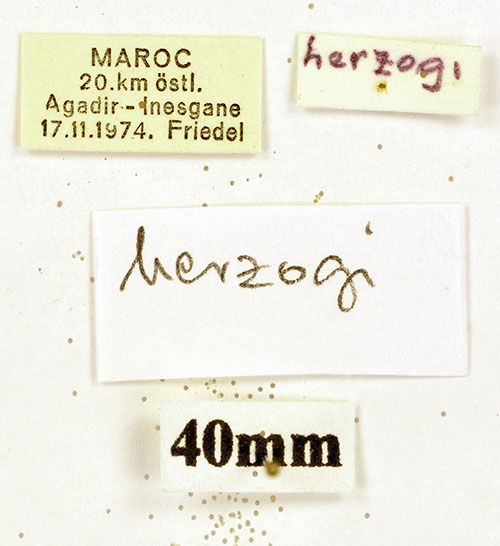 MAROC
20.km östl.
Agadir-Inesgane
17.11.1974. Friedel
herzogi
herzogi
40mm